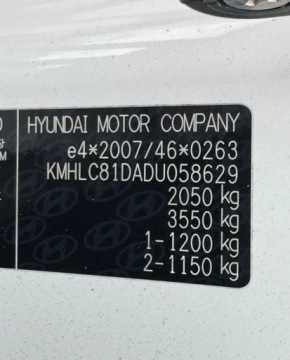 HYUNDAI MOTOR COMPANY
e4*2007/46*0263
KMHLC81DADU058629
2050 kg
3550 kg
1-1200 kg
2-1150 kg